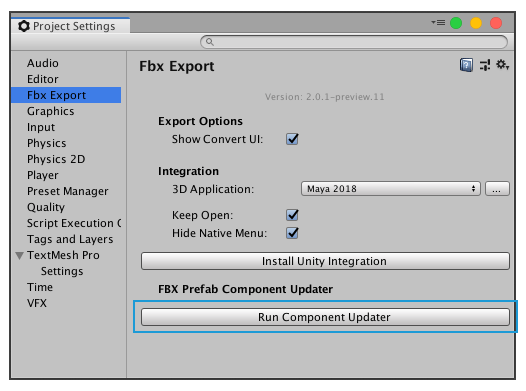 Project Settings
Audio
Editor
Fbx Export
Graphics
Input
Physics
Physics 2D
Player
Preset Manager
Quality
Script Execution O
Tags and Layers
TextMesh Pro
Settings
Time
VFX
Fbx Export
Version: 2.0.1-preview.11
Export Options
Show Convert UI:
Integration
3D Application: Maya 2018 ...
Keep Open:
Hide Native Menu:
Install Unity Integration
FBX Prefab Component Updater
Run Component Updater